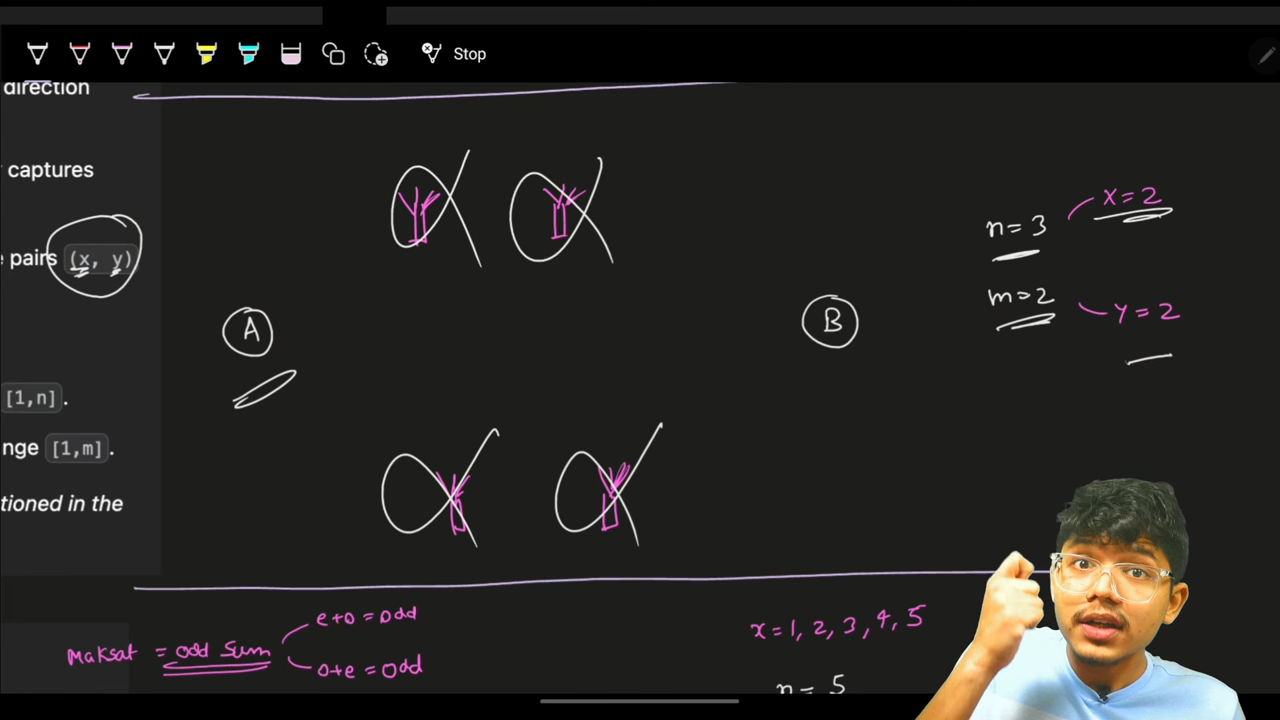 Stop
direction
captures
pairs (x, y)
[1,n].
nge [1,m].
tioned in the
A
B
n = 3
x = 2
m = 2
y = 2
Maksat = odd sum
e+o = odd
o+e = odd
x = 1, 2, 3, 4, 5
n = 5